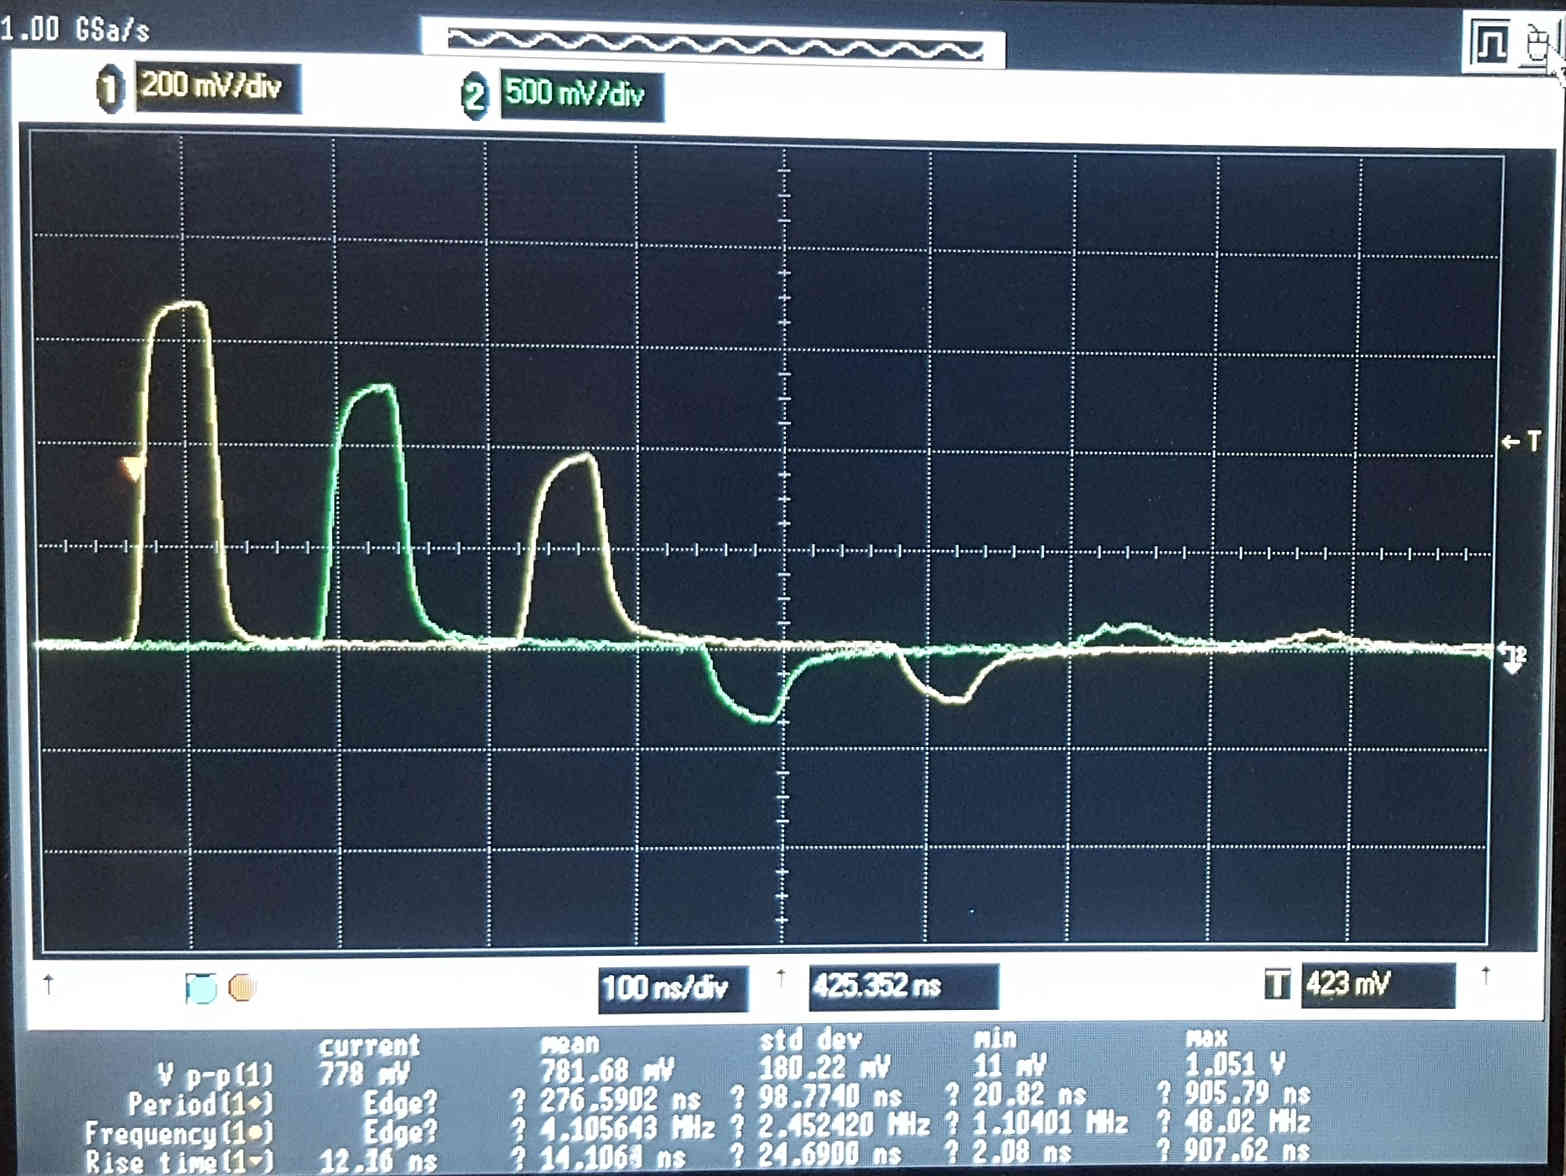 1.00 GSa/s
1 200 mV/div 2 500 mV/div
T
2
100 ns/div 425.352 ns T 423 mV
current mean std dev min max
V p-p(1) 778 mV 781.68 mV 180.22 mV 11 mV 1.051 V
Period(1) Edge? ? 276.5902 ns ? 98.7740 ns ? 20.82 ns ? 905.79 ns
Frequency(1) Edge? ? 4.105643 MHz ? 2.452420 MHz ? 1.10401 MHz ? 48.02 MHz
Rise time(1) 12.16 ns ? 14.1064 ns ? 24.6900 ns ? 2.08 ns ? 907.62 ns